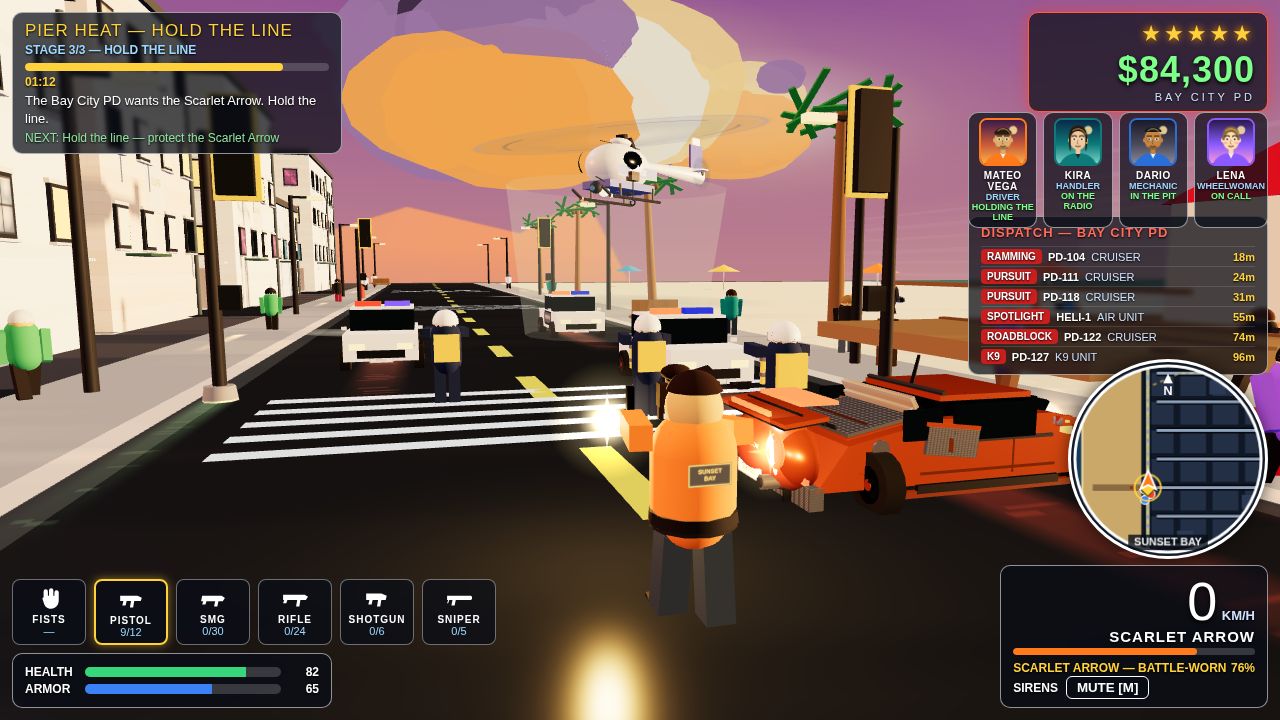 PIER HEAT — HOLD THE LINE
STAGE 3/3 — HOLD THE LINE
01:12
The Bay City PD wants the Scarlet Arrow. Hold the
line.
NEXT: Hold the line — protect the Scarlet Arrow
★★★★★
$84,300
BAY CITY PD
MATEO VEGA
DRIVER
HOLDING THE LINE
KIRA
HANDLER
ON THE RADIO
DARIO
MECHANIC
IN THE PIT
LENA
WHEELWOMAN
ON CALL
DISPATCH — BAY CITY PD
RAMMING PD-104 CRUISER 18m
PURSUIT PD-111 CRUISER 24m
PURSUIT PD-118 CRUISER 31m
SPOTLIGHT HELI-1 AIR UNIT 55m
ROADBLOCK PD-122 CRUISER 74m
K9 PD-127 K9 UNIT 96m
N
SUNSET BAY
SUNSET
BAY
FISTS
—
PISTOL
9/12
SMG
0/30
RIFLE
0/24
SHOTGUN
0/6
SNIPER
0/5
HEALTH 82
ARMOR 65
0 KM/H
SCARLET ARROW
SCARLET ARROW — BATTLE-WORN 76%
SIRENS MUTE [M]